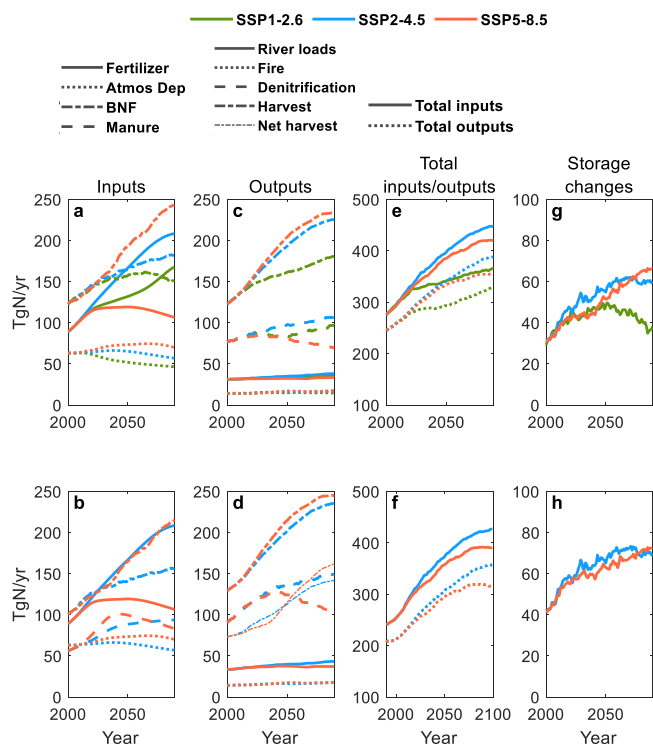 SSP1-2.6 SSP2-4.5 SSP5-8.5
Fertilizer
Atmos Dep
BNF
Manure
River loads
Fire
Denitrification
Harvest
Net harvest
Total inputs
Total outputs
Inputs
Outputs
Total
inputs/outputs
Storage
changes
a
TgN/yr
250
200
150
100
50
0
2000 2050
c
250
200
150
100
50
0
2000 2050
e
500
400
300
200
100
2000 2050
g
100
80
60
40
20
0
2000 2050
b
TgN/yr
250
200
150
100
50
0
2000 2050
Year
d
250
200
150
100
50
0
2000 2050
Year
f
500
400
300
200
100
2000 2050 2100
Year
h
100
80
60
40
20
0
2000 2050
Year